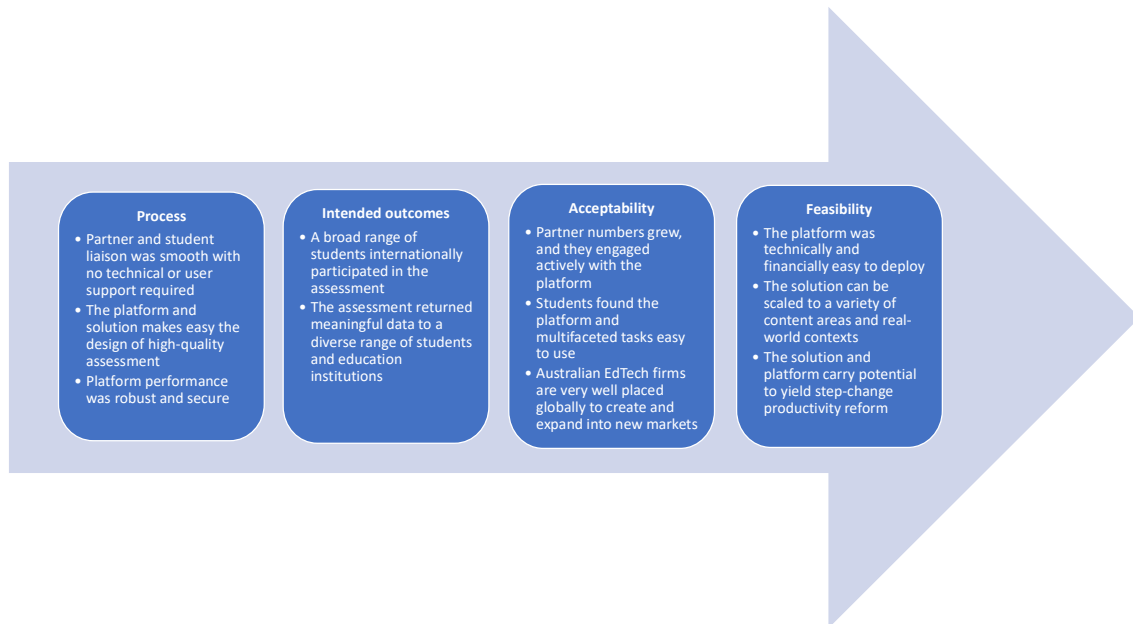 Process
• Partner and student
liaison was smooth with
no technical or user
support required
• The platform and
solution makes easy the
design of high-quality
assessment
• Platform performance
was robust and secure
Intended outcomes
• A broad range of
students internationally
participated in the
assessment
• The assessment returned
meaningful data to a
diverse range of students
and education
institutions
Acceptability
• Partner numbers grew,
and they engaged
actively with the
platform
• Students found the
platform and
multifaceted tasks easy
to use
• Australian EdTech firms
are very well placed
globally to create and
expand into new markets
Feasibility
• The platform was
technically and
financially easy to deploy
• The solution can be
scaled to a variety of
content areas and real-
world contexts
• The solution and
platform carry potential
to yield step-change
productivity reform